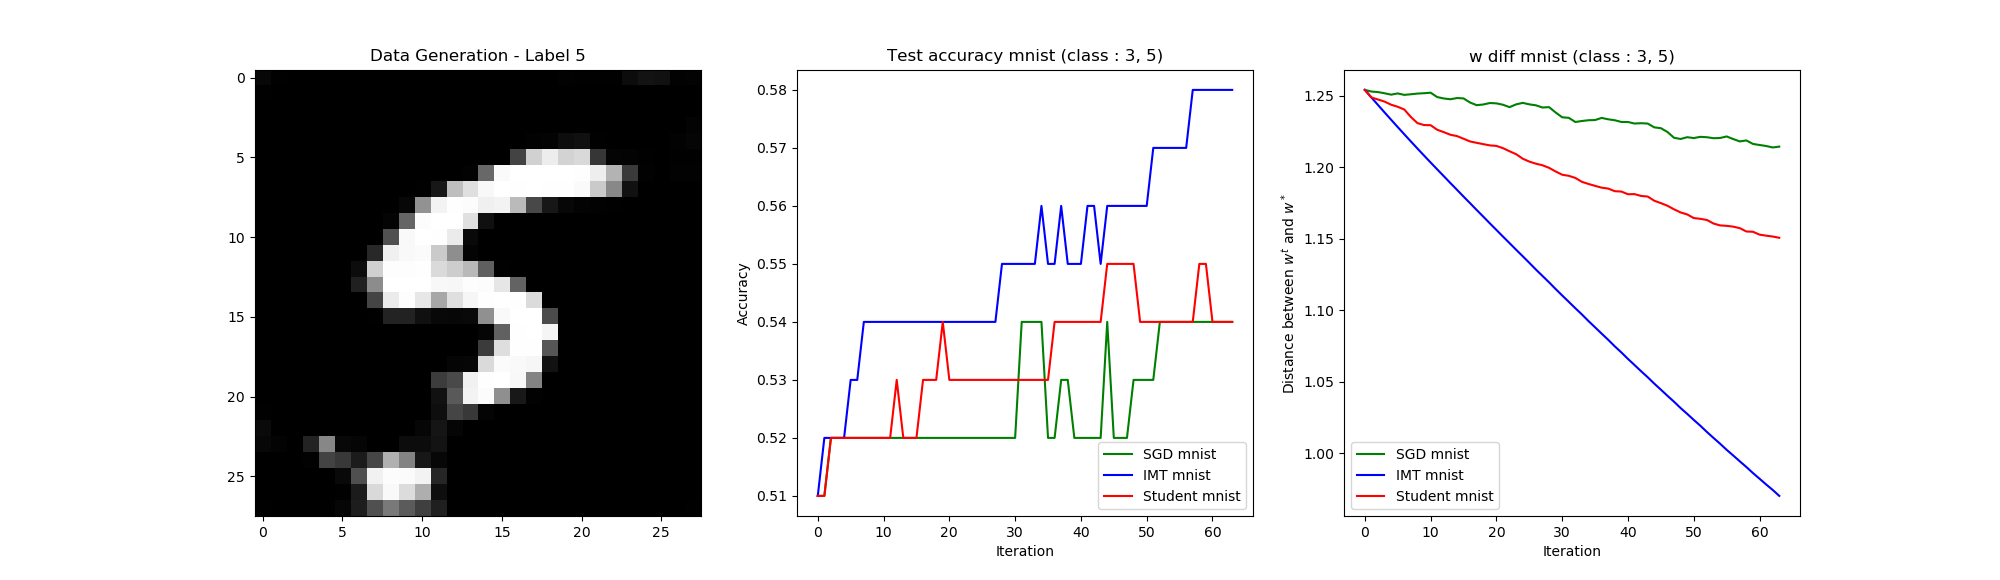 Data Generation - Label 5
0
5
10
15
20
25
0 5 10 15 20 25
Test accuracy mnist (class : 3, 5)
Accuracy
0.58
0.57
0.56
0.55
0.54
0.53
0.52
0.51
SGD mnist
IMT mnist
Student mnist
0 10 20 30 40 50 60
Iteration
w diff mnist (class : 3, 5)
Distance between w^t and w^*
1.25
1.20
1.15
1.10
1.05
1.00
SGD mnist
IMT mnist
Student mnist
0 10 20 30 40 50 60
Iteration